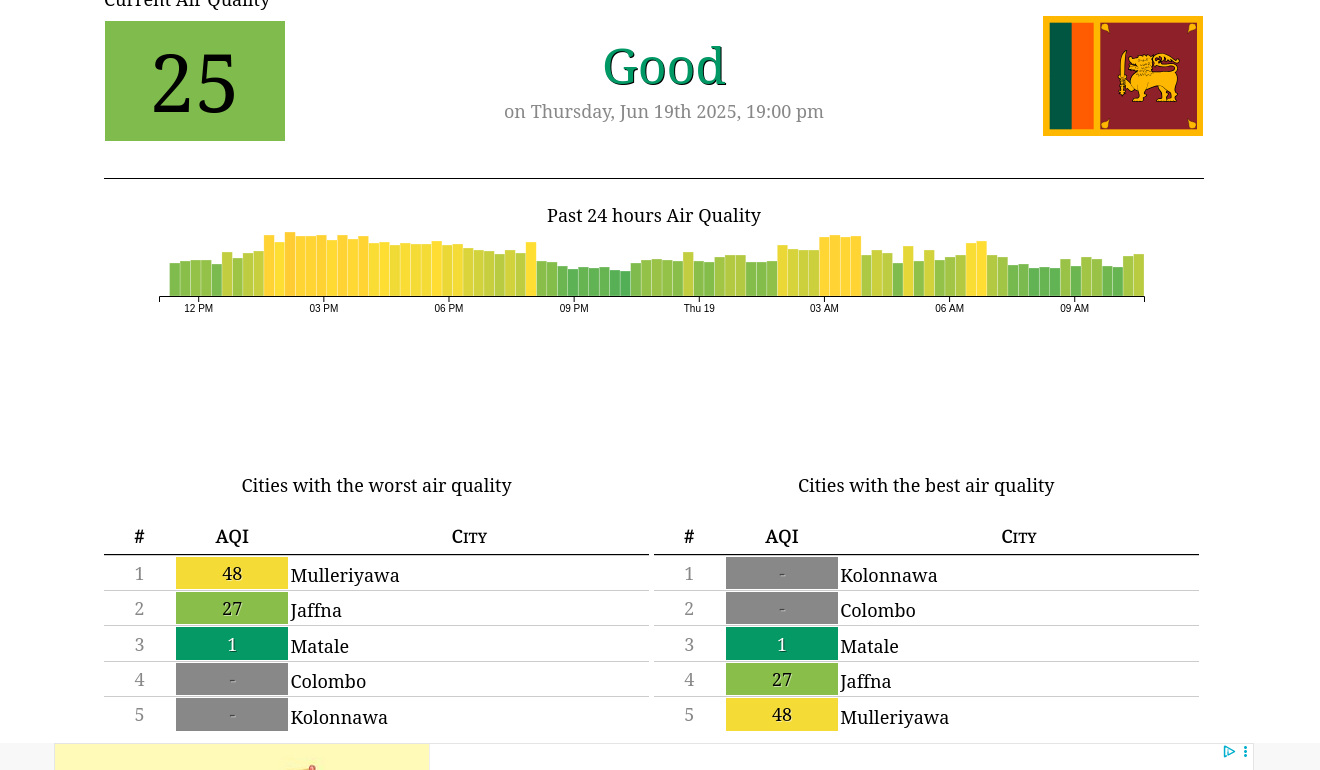 Current Air Quality
25
Good
on Thursday, Jun 19th 2025, 19:00 pm
Past 24 hours Air Quality
12 PM 03 PM 06 PM 09 PM Thu 19 03 AM 06 AM 09 AM
Cities with the worst air quality
# AQI City
1 48 Mulleriyawa
2 27 Jaffna
3 1 Matale
4 - Colombo
5 - Kolonnawa
Cities with the best air quality
# AQI City
1 - Kolonnawa
2 - Colombo
3 1 Matale
4 27 Jaffna
5 48 Mulleriyawa